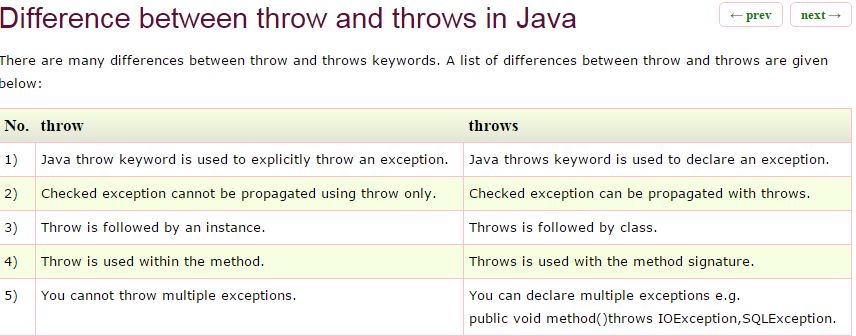 Difference between throw and throws in Java
← prev next →
There are many differences between throw and throws keywords. A list of differences between throw and throws are given
below:
No. throw throws
1) Java throw keyword is used to explicitly throw an exception. Java throws keyword is used to declare an exception.
2) Checked exception cannot be propagated using throw only. Checked exception can be propagated with throws.
3) Throw is followed by an instance. Throws is followed by class.
4) Throw is used within the method. Throws is used with the method signature.
5) You cannot throw multiple exceptions. You can declare multiple exceptions e.g.
public void method()throws IOException,SQLException.